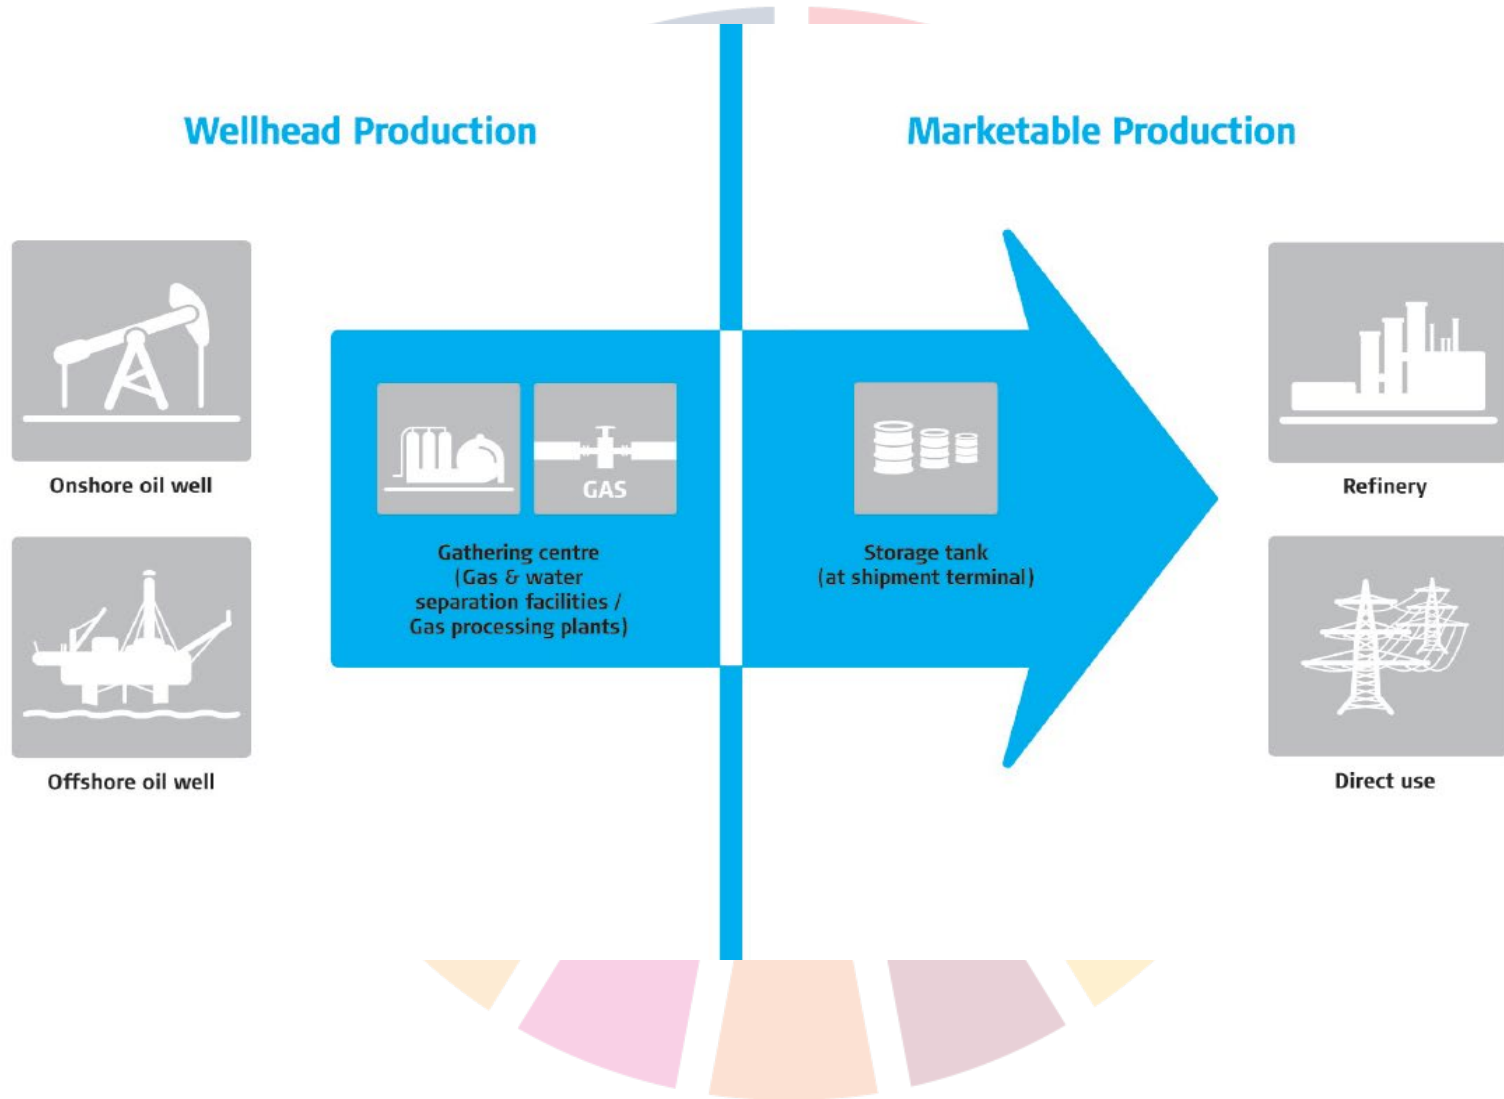 Wellhead Production
Marketable Production
Onshore oil well
Offshore oil well
GAS
Gathering centre
(Gas & water
separation facilities /
Gas processing plants)
Storage tank
(at shipment terminal)
Refinery
Direct use